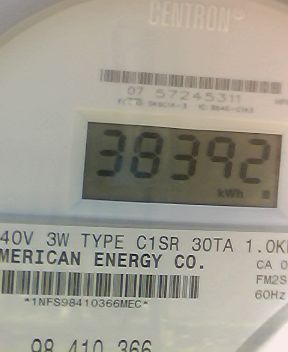 CENTRON®
07 57245311
38392
kWh
40V 3W TYPE C1SR 30TA 1.0K
MERICAN ENERGY CO.
CA 0
FM2S
60Hz
*1NFS98410366MEC*
98 410 366